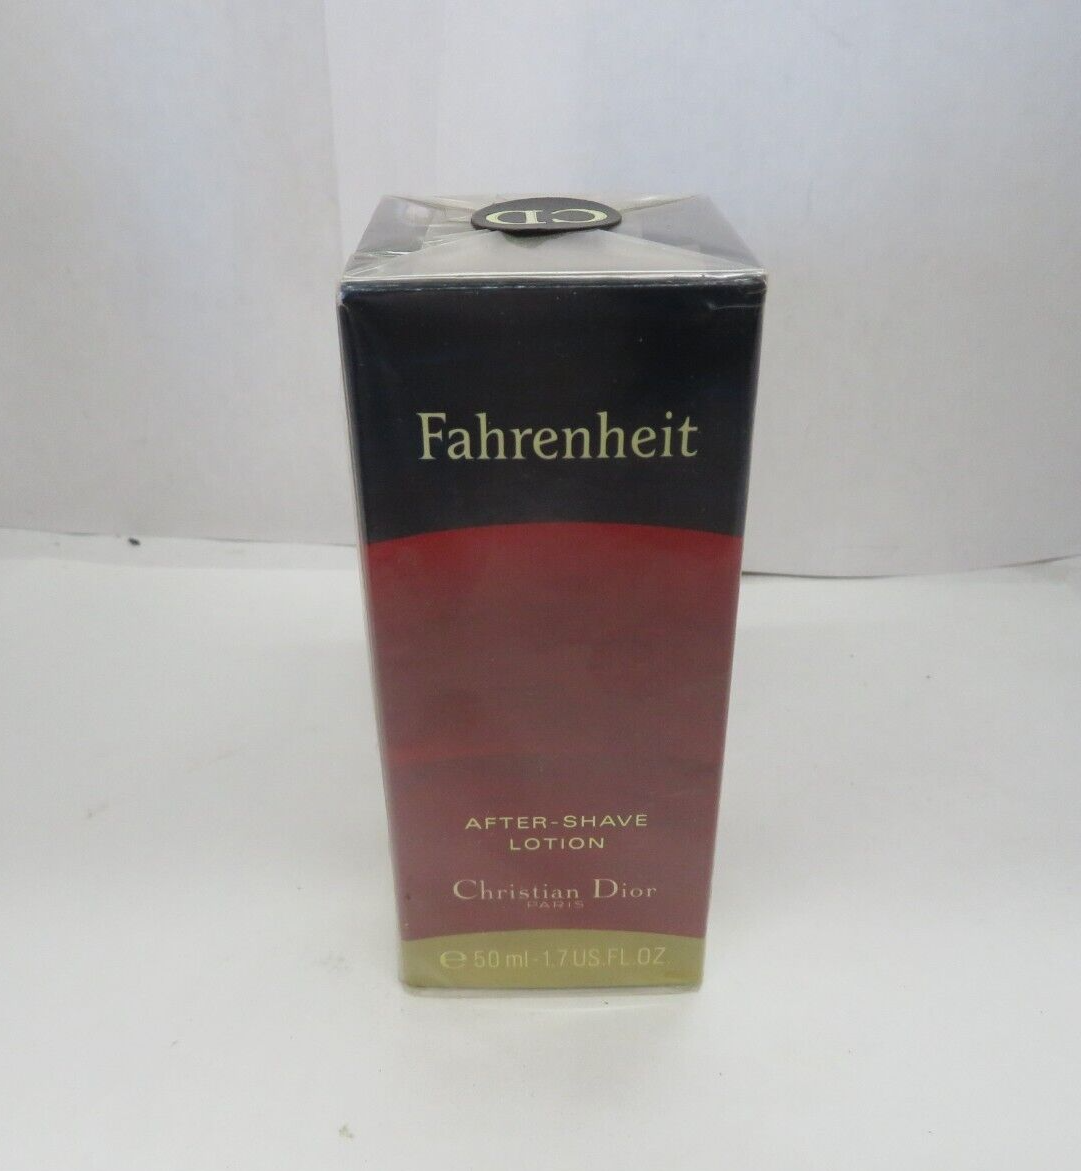 CD
Fahrenheit
AFTER-SHAVE
LOTION
Christian Dior
PARIS
℮ 50 ml - 1.7 US.FL.OZ.